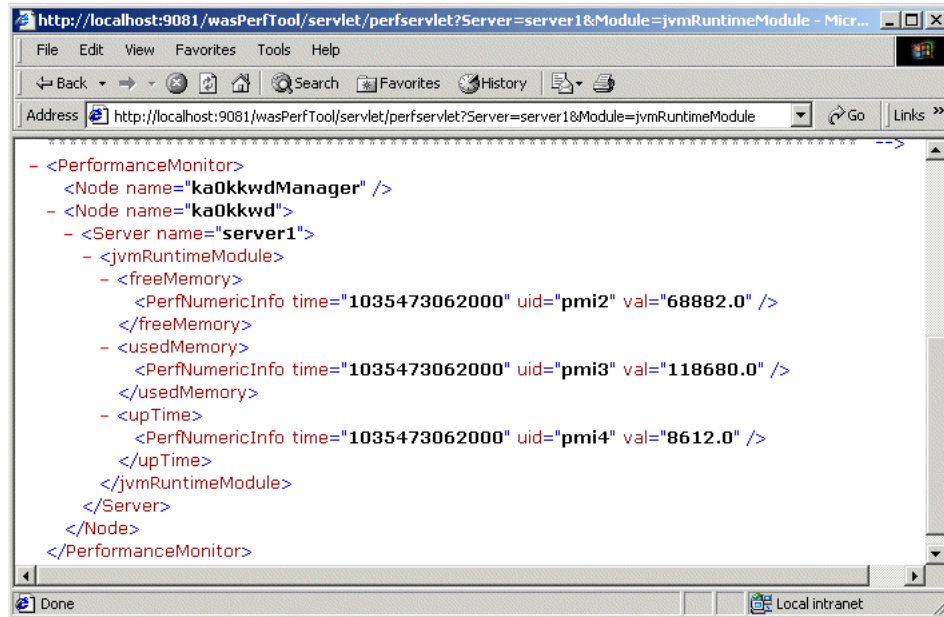 http://localhost:9081/wasPerfTool/servlet/perfservlet?Server=server1&Module=jvmRuntimeModule - Micr...
File Edit View Favorites Tools Help
Back Search Favorites History
Address http://localhost:9081/wasPerfTool/servlet/perfservlet?Server=server1&Module=jvmRuntimeModule Go Links »
-->
- <PerformanceMonitor>
<Node name="ka0kkwdManager" />
- <Node name="ka0kkwd">
- <Server name="server1">
- <jvmRuntimeModule>
- <freeMemory>
<PerfNumericInfo time="1035473062000" uid="pmi2" val="68882.0" />
</freeMemory>
- <usedMemory>
<PerfNumericInfo time="1035473062000" uid="pmi3" val="118680.0" />
</usedMemory>
- <upTime>
<PerfNumericInfo time="1035473062000" uid="pmi4" val="8612.0" />
</upTime>
</jvmRuntimeModule>
</Server>
</Node>
</PerformanceMonitor>
Done Local intranet